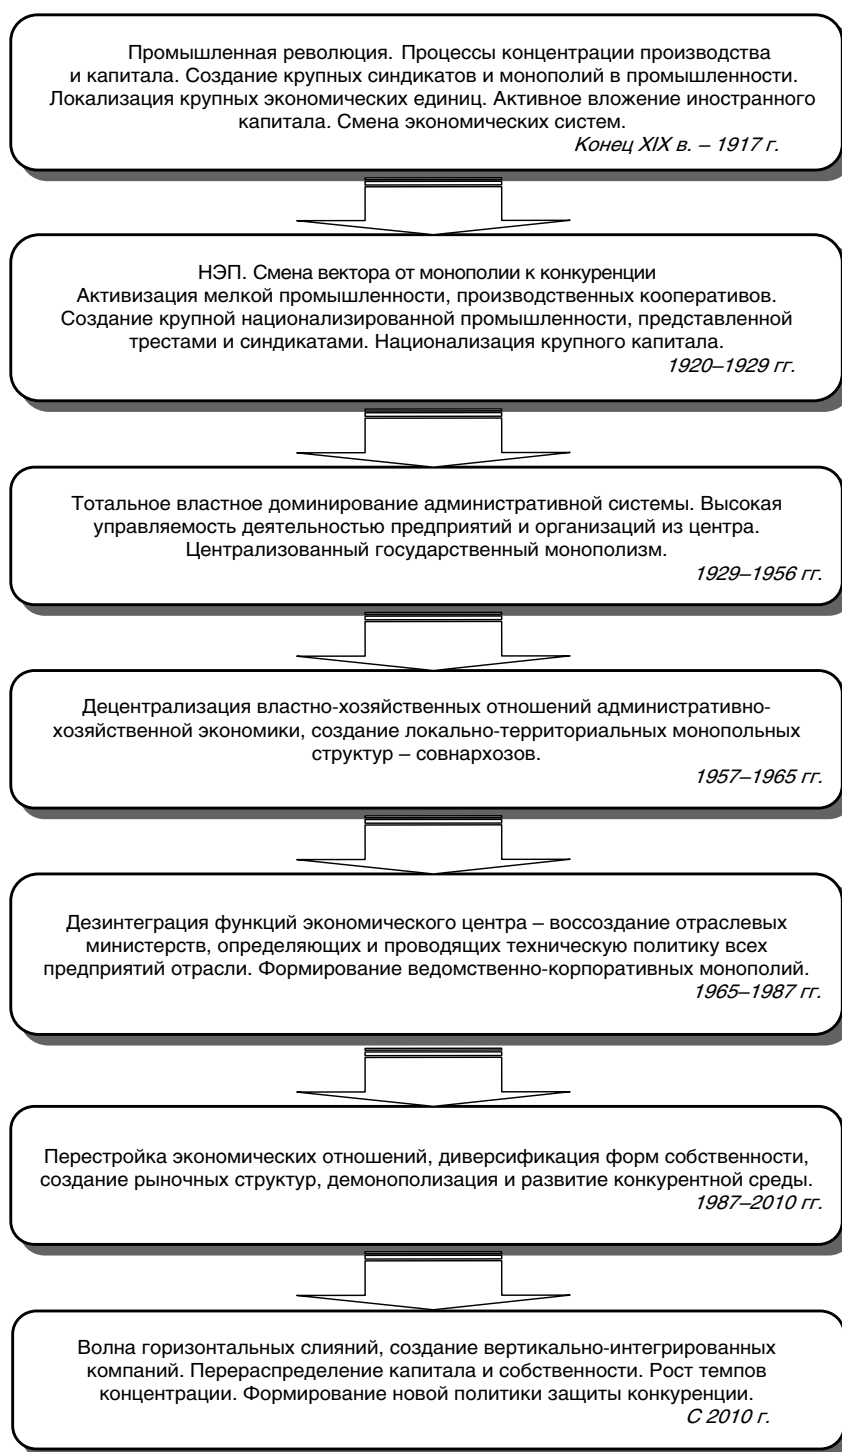 Промышленная революция. Процессы концентрации производства
и капитала. Создание крупных синдикатов и монополий в промышленности.
Локализация крупных экономических единиц. Активное вложение иностранного
капитала. Смена экономических систем.
Конец XIX в. – 1917 г.
НЭП. Смена вектора от монополии к конкуренции
Активизация мелкой промышленности, производственных кооперативов.
Создание крупной национализированной промышленности, представленной
трестами и синдикатами. Национализация крупного капитала.
1920–1929 гг.
Тотальное властное доминирование административной системы. Высокая
управляемость деятельностью предприятий и организаций из центра.
Централизованный государственный монополизм.
1929–1956 гг.
Децентрализация властно-хозяйственных отношений административно-
хозяйственной экономики, создание локально-территориальных монопольных
структур – совнархозов.
1957–1965 гг.
Дезинтеграция функций экономического центра – воссоздание отраслевых
министерств, определяющих и проводящих техническую политику всех
предприятий отрасли. Формирование ведомственно-корпоративных монополий.
1965–1987 гг.
Перестройка экономических отношений, диверсификация форм собственности,
создание рыночных структур, демонополизация и развитие конкурентной среды.
1987–2010 гг.
Волна горизонтальных слияний, создание вертикально-интегрированных
компаний. Перераспределение капитала и собственности. Рост темпов
концентрации. Формирование новой политики защиты конкуренции.
С 2010 г.